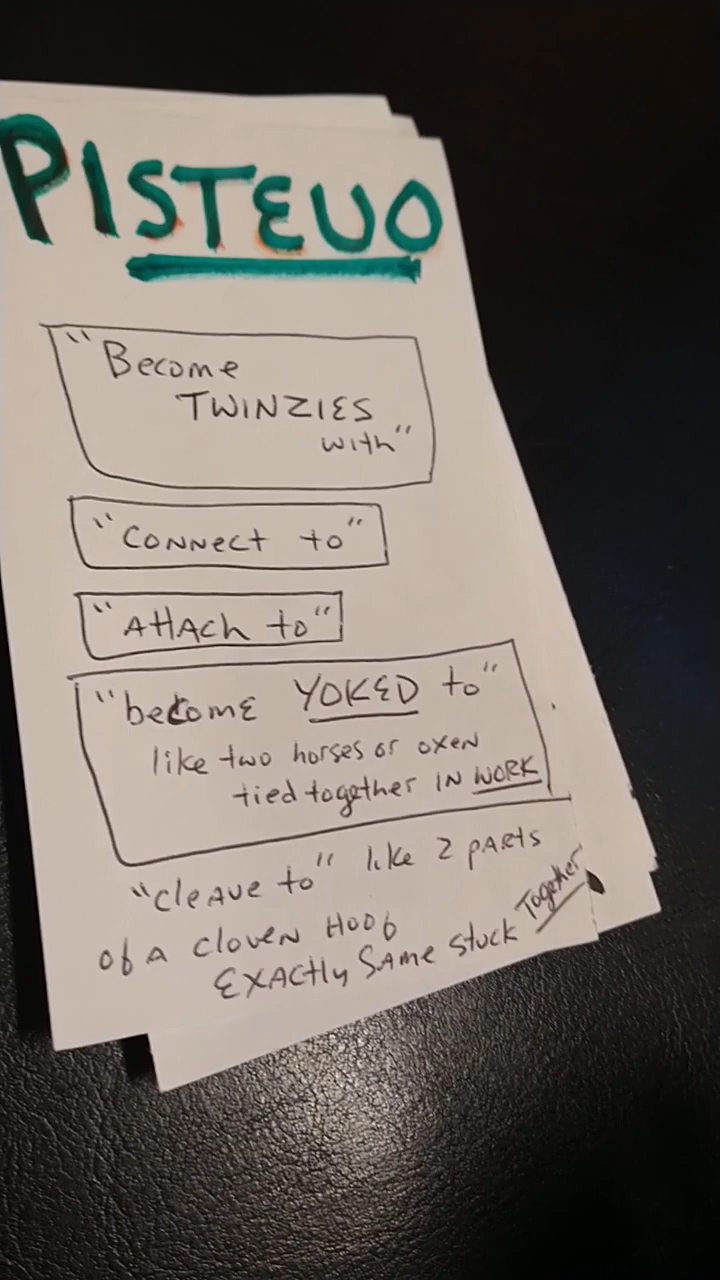 PISTEUO
"Become
TWINZIES
with"
"CONNECT to"
"Attach to"
"become YOKED to"
like two horses or oxen
tied together IN WORK
"cleave to" like 2 parts
of a cloven Hoof
EXACTLY SAME stuck Together